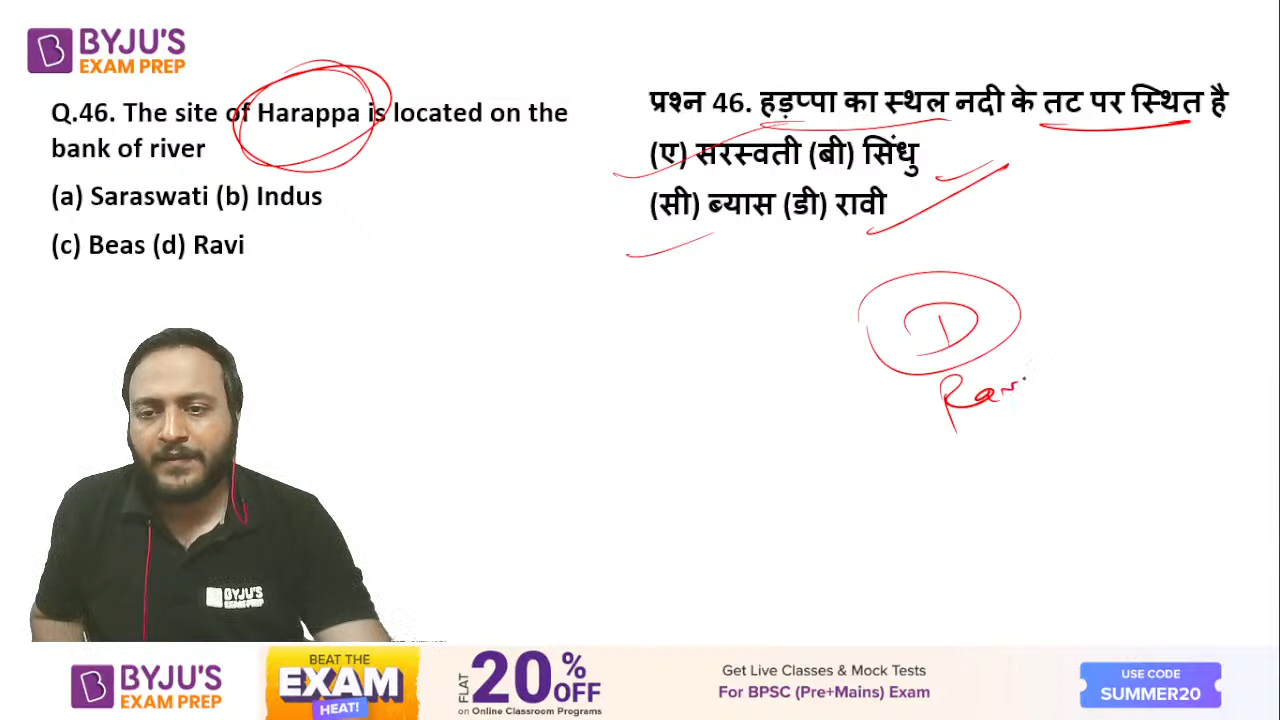 BYJU'S
EXAM PREP
Q.46. The site of Harappa is located on the
bank of river
(a) Saraswati (b) Indus
(c) Beas (d) Ravi
प्रश्न 46. हड़प्पा का स्थल नदी के तट पर स्थित है
(ए) सरस्वती (बी) सिंधु
(सी) ब्यास (डी) रावी
D
Ravi
BYJU'S
EXAM PREP
BYJU'S
EXAM PREP
BEAT THE
EXAM
HEAT!
FLAT 20% OFF
on Online Classroom Programs
Get Live Classes & Mock Tests
For BPSC (Pre+Mains) Exam
USE CODE
SUMMER20